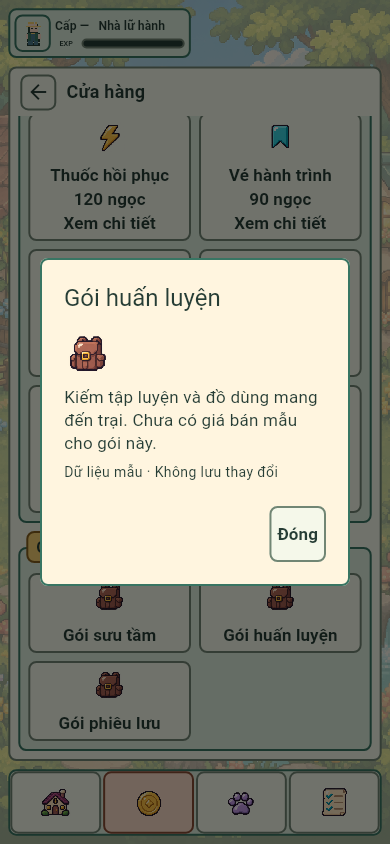 Cấp —   Nhà lữ hành
EXP
Cửa hàng
Thuốc hồi phục
120 ngọc
Xem chi tiết
Vé hành trình
90 ngọc
Xem chi tiết
Gói huấn luyện
Kiếm tập luyện và đồ dùng mang
đến trại. Chưa có giá bán mẫu
cho gói này.
Dữ liệu mẫu · Không lưu thay đổi
Đóng
Gói sưu tầm
Gói huấn luyện
Gói phiêu lưu